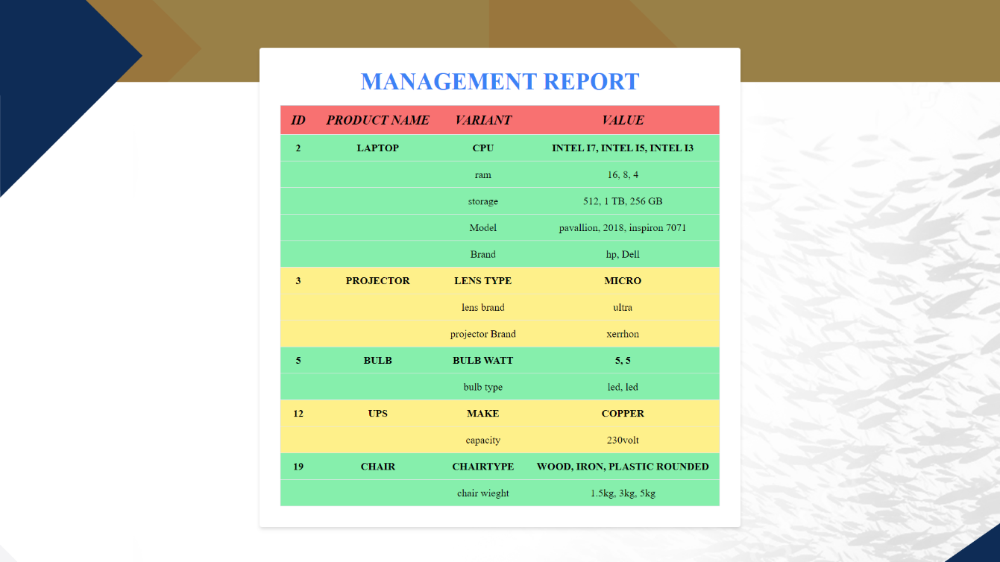 MANAGEMENT REPORT
ID PRODUCT NAME VARIANT VALUE
2 LAPTOP CPU INTEL I7, INTEL I5, INTEL I3
ram 16, 8, 4
storage 512, 1 TB, 256 GB
Model pavallion, 2018, inspiron 7071
Brand hp, Dell
3 PROJECTOR LENS TYPE MICRO
lens brand ultra
projector Brand xerrhon
5 BULB BULB WATT 5, 5
bulb type led, led
12 UPS MAKE COPPER
capacity 230volt
19 CHAIR CHAIRTYPE WOOD, IRON, PLASTIC ROUNDED
chair wieght 1.5kg, 3kg, 5kg